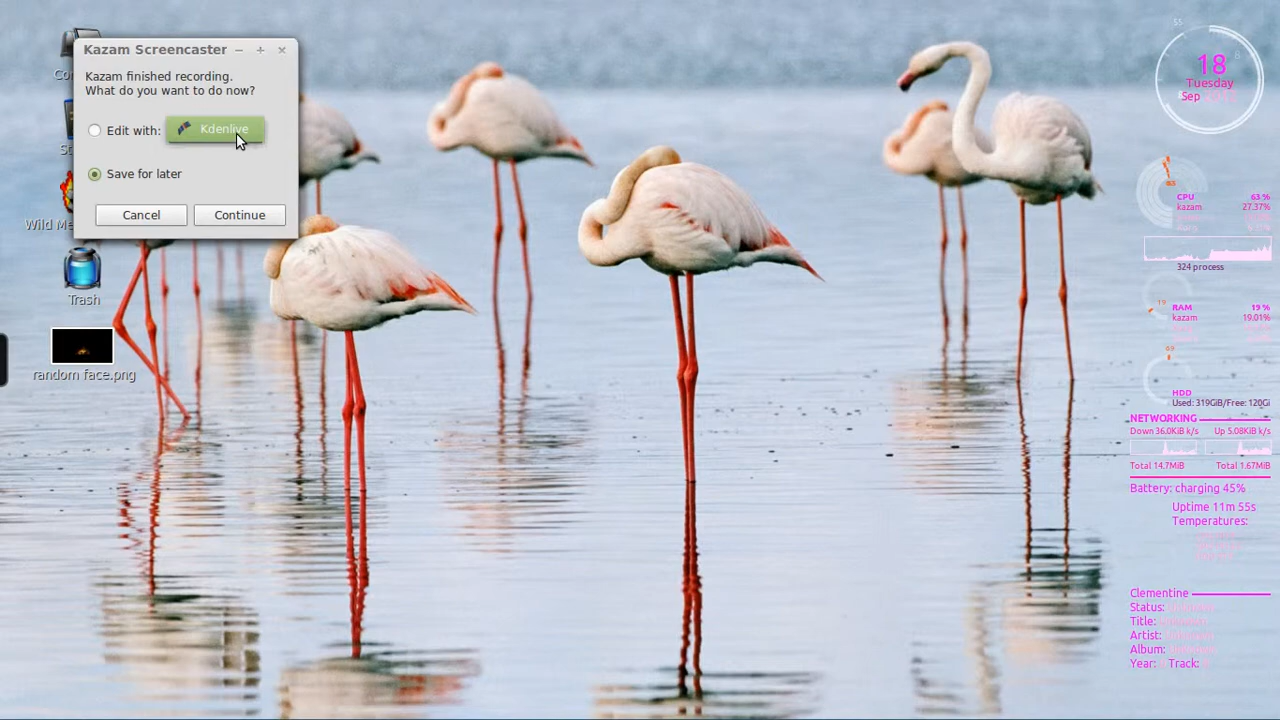 Kazam Screencaster
Kazam finished recording.
What do you want to do now?
Edit with:
Kdenlive
Save for later
Cancel
Continue
Trash
random face.png
18
Tuesday
Sep
CPU 63 %
kazam 27.37%
324 process
RAM 19 %
kazam 19.01%
HDD
Used: 319GiB/Free: 120Gi
NETWORKING
Down 36.0KiB k/s Up 5.08KiB k/s
Total 14.7MiB Total 1.67MiB
Battery: charging 45%
Uptime 11m 55s
Temperatures:
Clementine
Status:
Title:
Artist:
Album:
Year: Track: